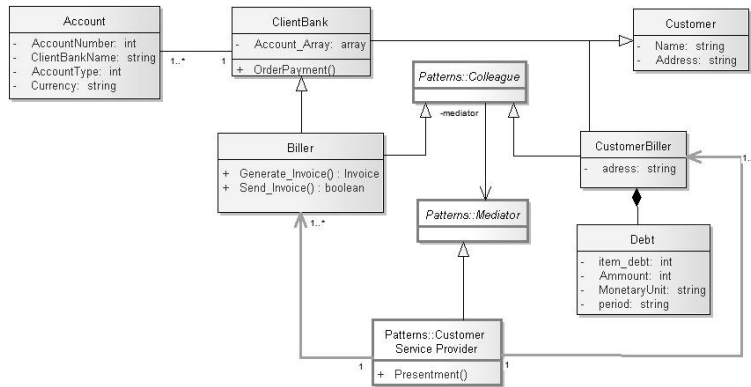 Account
- AccountNumber: int
- ClientBankName: string
- AccountType: int
- Currency: string
1..*
1
ClientBank
- Account_Array: array
+ OrderPayment()
Customer
- Name: string
- Address: string
Patterns::Colleague
-mediator
Biller
+ Generate_Invoice() : Invoice
+ Send_Invoice() : boolean
1..*
CustomerBiller
- adress: string
1..
Patterns::Mediator
Debt
- item_debt: int
- Ammount: int
- MonetaryUnit: string
- period: string
Patterns::Customer
Service Provider
+ Presentment()
1
1